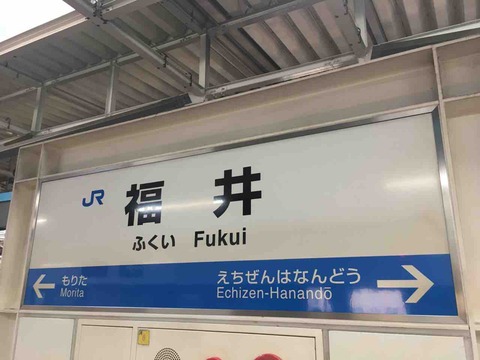 JR
福井
ふくい Fukui
もりた
Morita
えちぜんはなんどう
Echizen-Hanandō